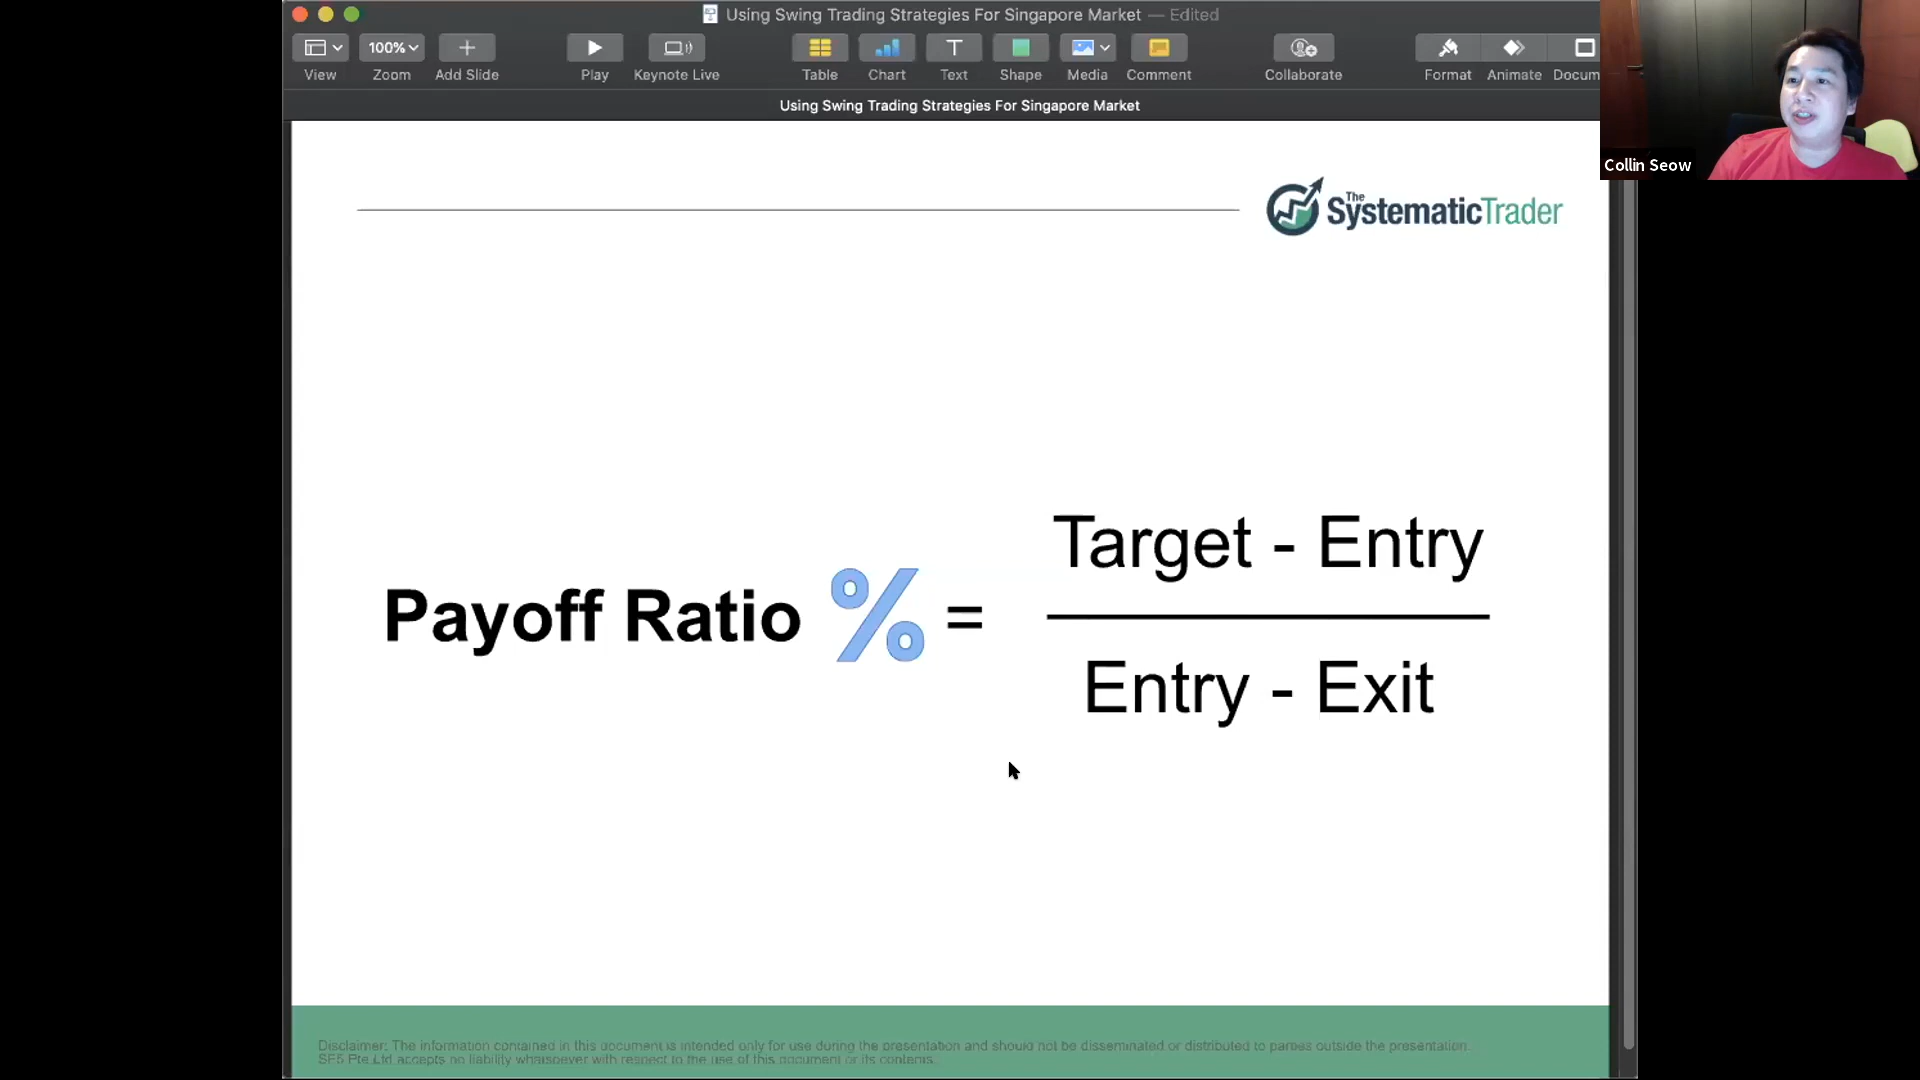 Using Swing Trading Strategies For Singapore Market — Edited
100%
View Zoom Add Slide Play Keynote Live Table Chart Text Shape Media Comment Collaborate Format Animate Docum
Using Swing Trading Strategies For Singapore Market
Collin Seow
The SystematicTrader
Target - Entry
Payoff Ratio % =
Entry - Exit
Disclaimer: The information contained in this document is intended only for use during the presentation and should not be disseminated or distributed to parties outside the presentation.
SE5 Pte Ltd accepts no liability whatsoever with respect to the use of this document or its contents.